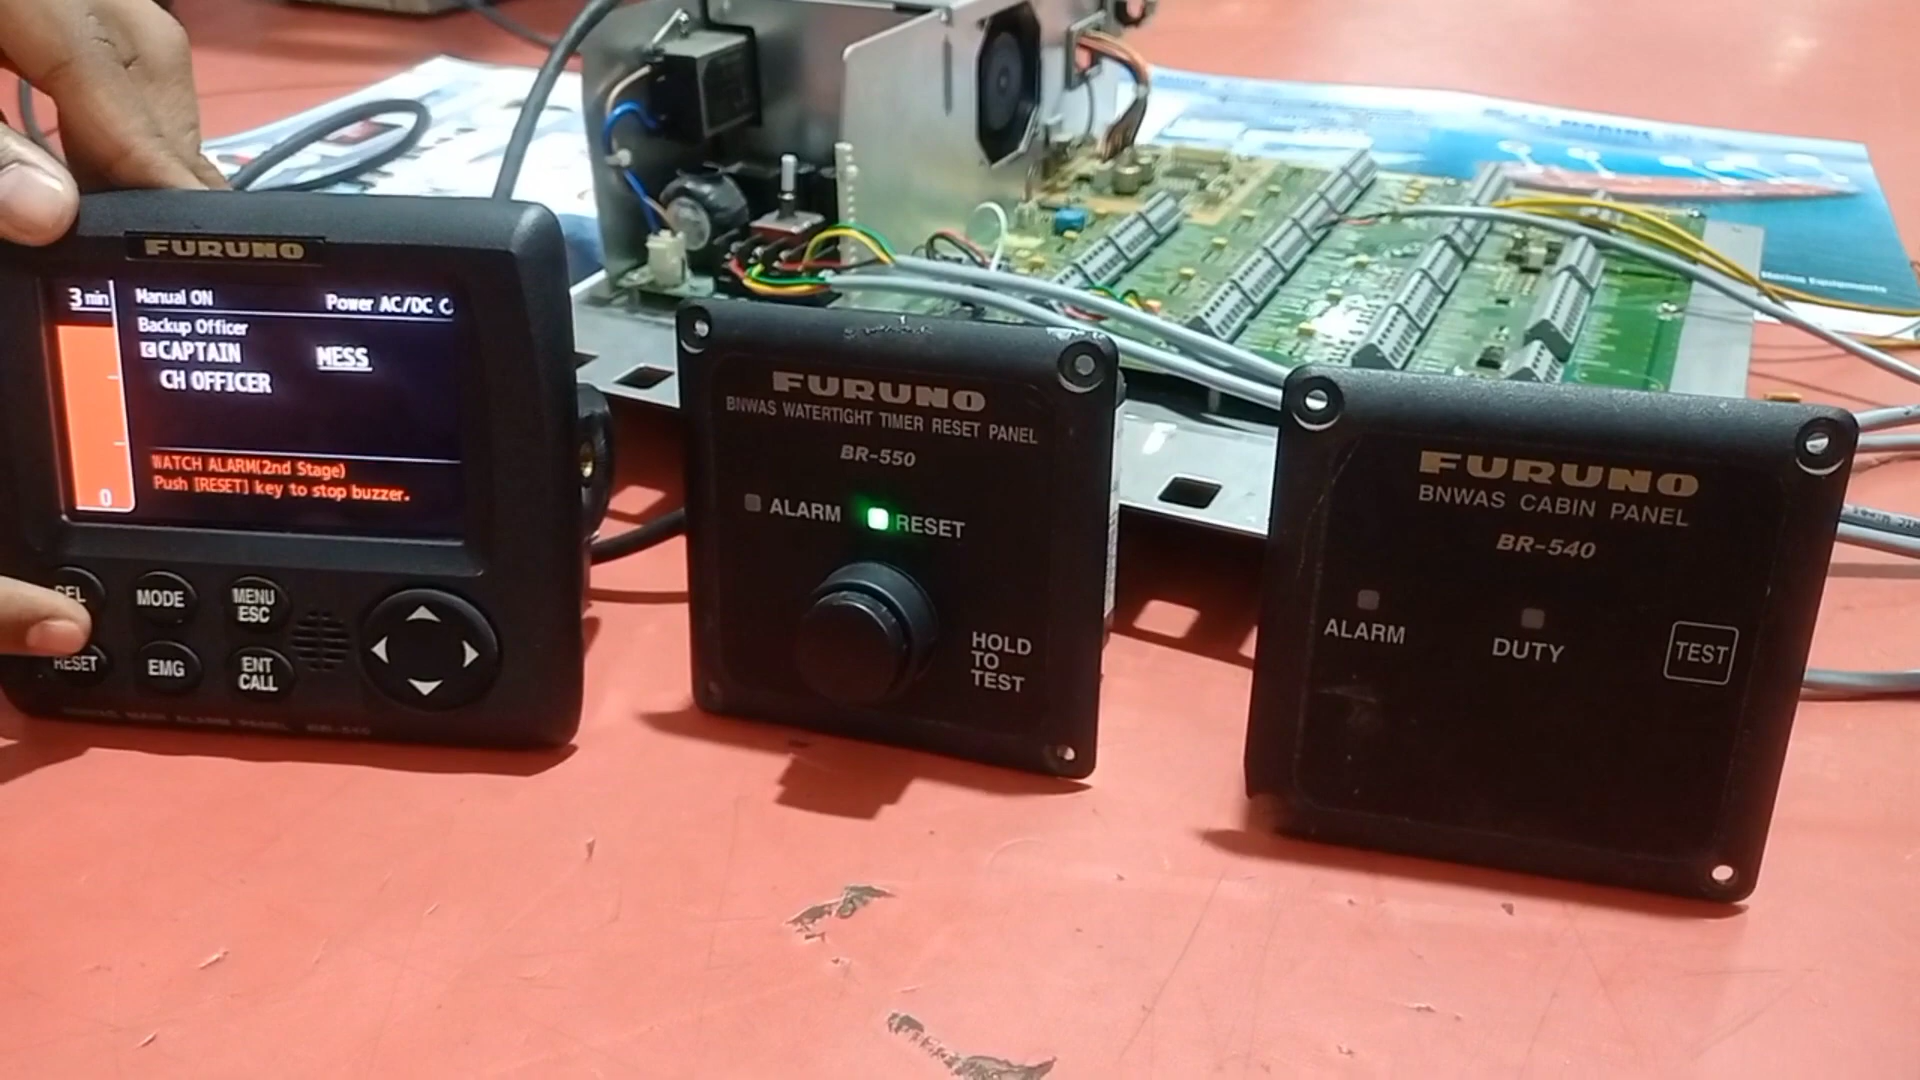 FURUNO
3 min
Manual ON
Power AC/DC
Backup Officer
CAPTAIN
MESS
CH OFFICER
0
WATCH ALARM(2nd Stage)
Push [RESET] key to stop buzzer.
SEL
MODE
MENU
ESC
RESET
EMG
ENT
CALL
FURUNO
BNWAS WATERTIGHT TIMER RESET PANEL
BR-550
ALARM
RESET
HOLD
TO
TEST
FURUNO
BNWAS CABIN PANEL
BR-540
ALARM
DUTY
TEST
Marine Equipments